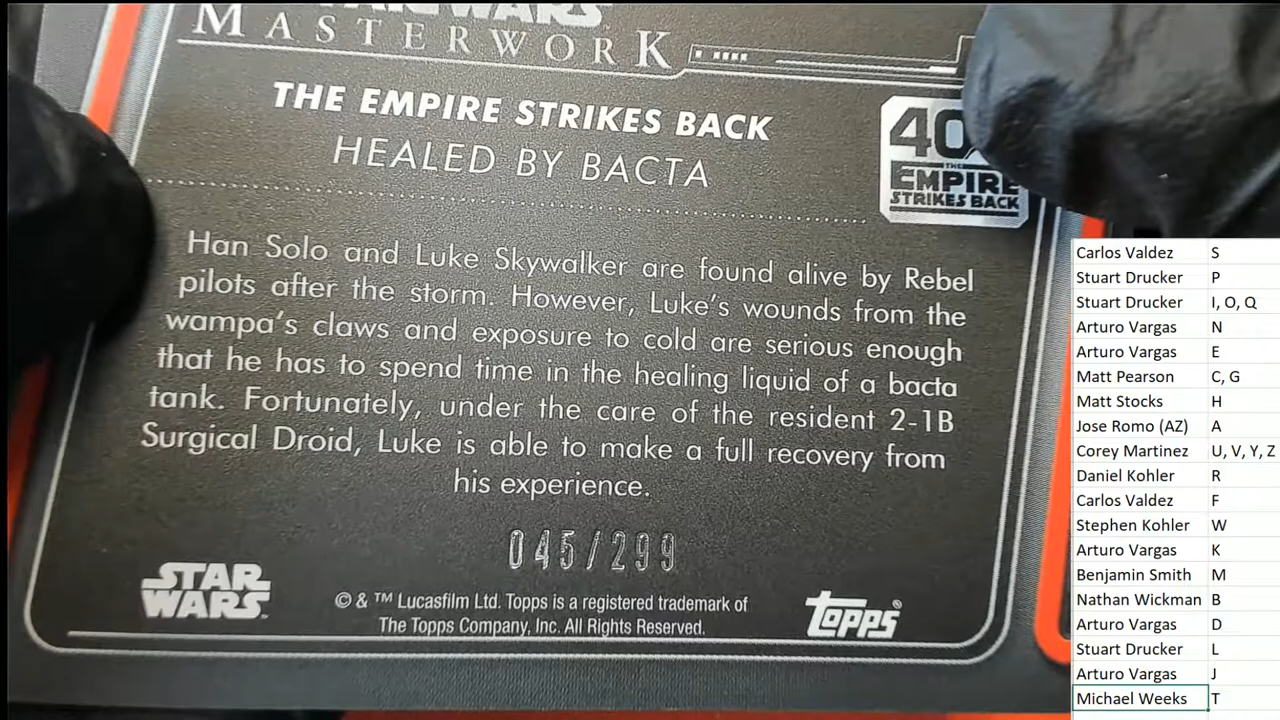 STAR WARS
MASTERWORK
THE EMPIRE STRIKES BACK
HEALED BY BACTA
40
THE
EMPIRE
STRIKES BACK
Han Solo and Luke Skywalker are found alive by Rebel
pilots after the storm. However, Luke's wounds from the
wampa's claws and exposure to cold are serious enough
that he has to spend time in the healing liquid of a bacta
tank. Fortunately, under the care of the resident 2-1B
Surgical Droid, Luke is able to make a full recovery from
his experience.
045/299
STAR
WARS
© & ™ Lucasfilm Ltd. Topps is a registered trademark of
The Topps Company, Inc. All Rights Reserved.
topps®
Carlos Valdez S
Stuart Drucker P
Stuart Drucker I, O, Q
Arturo Vargas N
Arturo Vargas E
Matt Pearson C, G
Matt Stocks H
Jose Romo (AZ) A
Corey Martinez U, V, Y, Z
Daniel Kohler R
Carlos Valdez F
Stephen Kohler W
Arturo Vargas K
Benjamin Smith M
Nathan Wickman B
Arturo Vargas D
Stuart Drucker L
Arturo Vargas J
Michael Weeks T